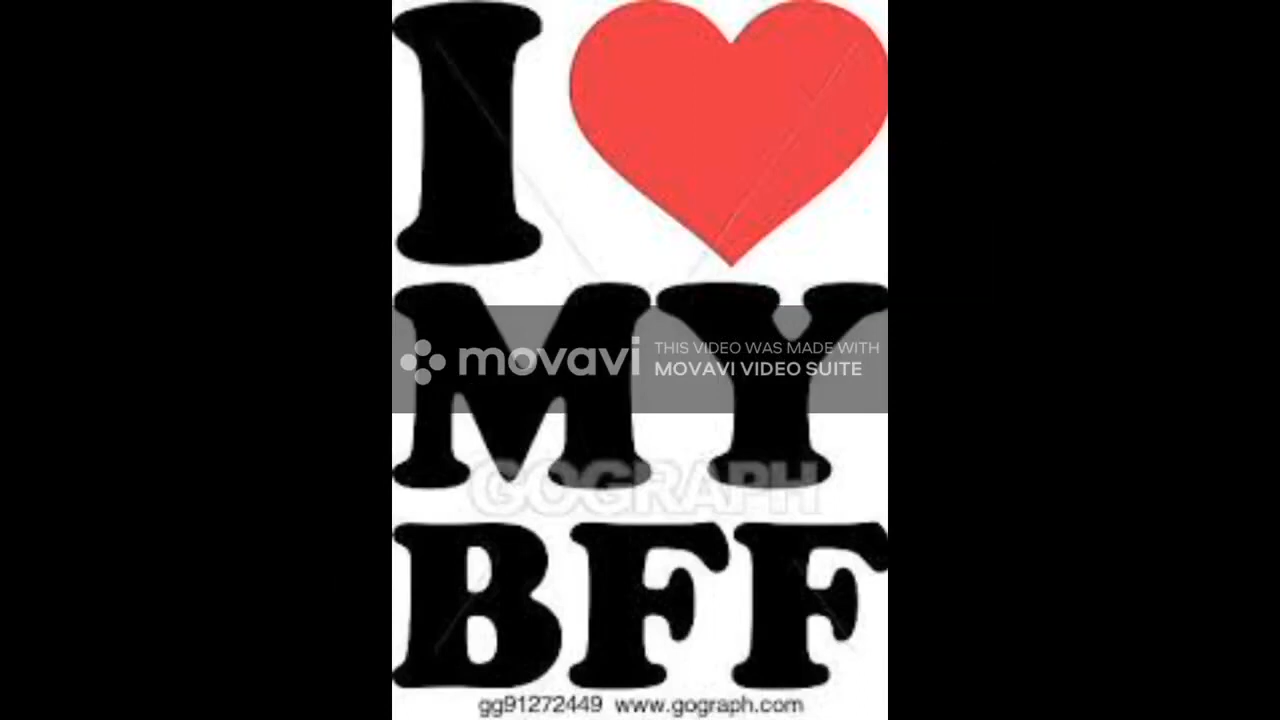 I
MY
movavi THIS VIDEO WAS MADE WITH
MOVAVI VIDEO SUITE
GOGRAPH
BFF
gg91272449 www.gograph.com